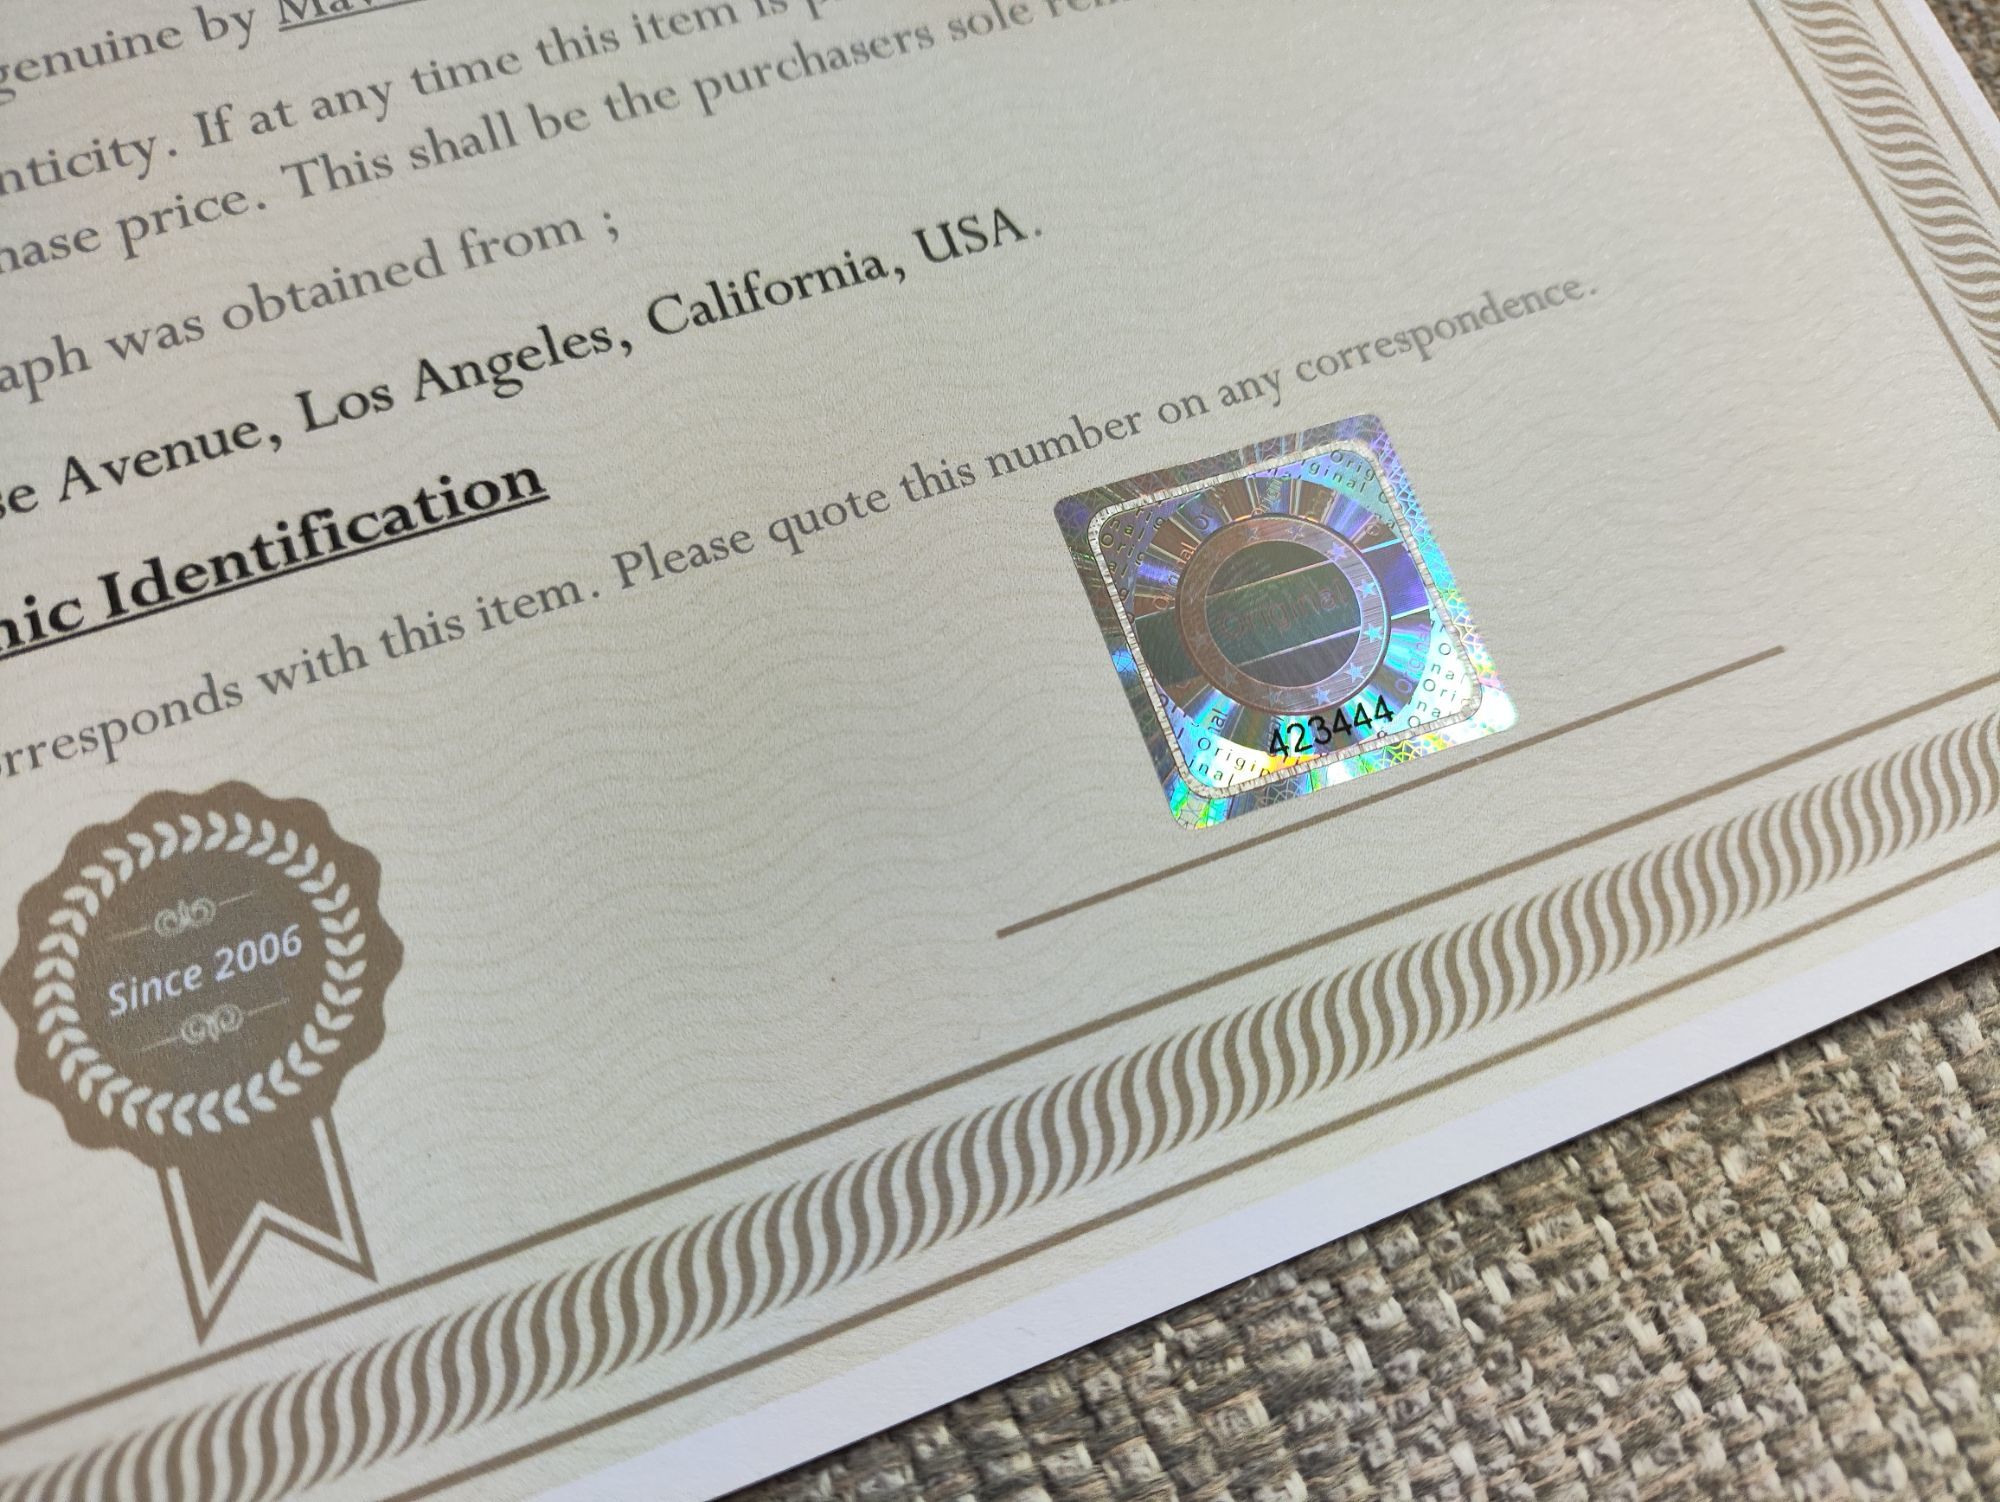 genuine by
nticity. If at any time this item is
hase price. This shall be the purchasers sole
aph was obtained from ;
se Avenue, Los Angeles, California, USA.
nic Identification
rresponds with this item. Please quote this number on any correspondence.
Original
423444
Since 2006